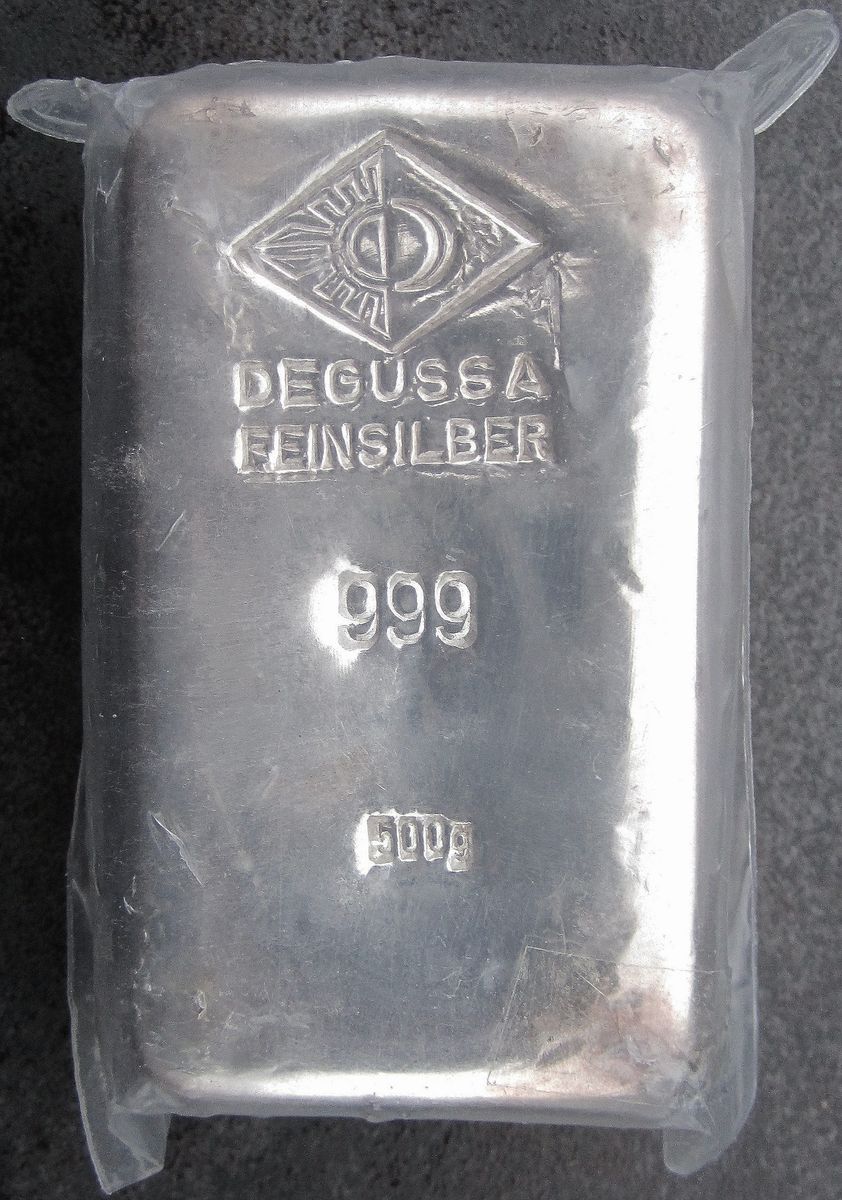 DEGUSSA
FEINSILBER
999
500g